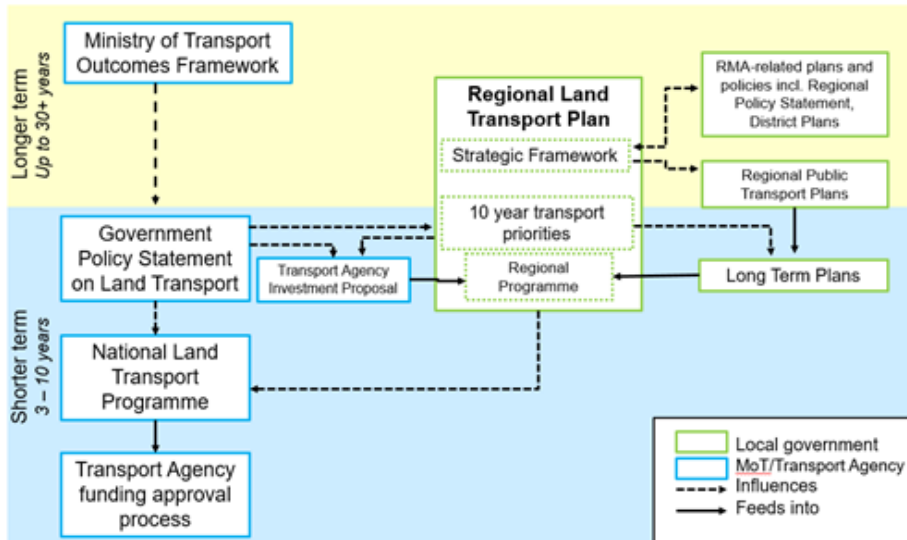 Longer term
Up to 30+ years
Ministry of Transport
Outcomes Framework
Regional Land
Transport Plan
Strategic Framework
RMA-related plans and
policies incl. Regional
Policy Statement,
District Plans
Regional Public
Transport Plans
Shorter term
3 – 10 years
Government
Policy Statement
on Land Transport
10 year transport
priorities
Transport Agency
Investment Proposal
Regional
Programme
Long Term Plans
National Land
Transport
Programme
Transport Agency
funding approval
process
Local government
MoT/Transport Agency
Influences
Feeds into